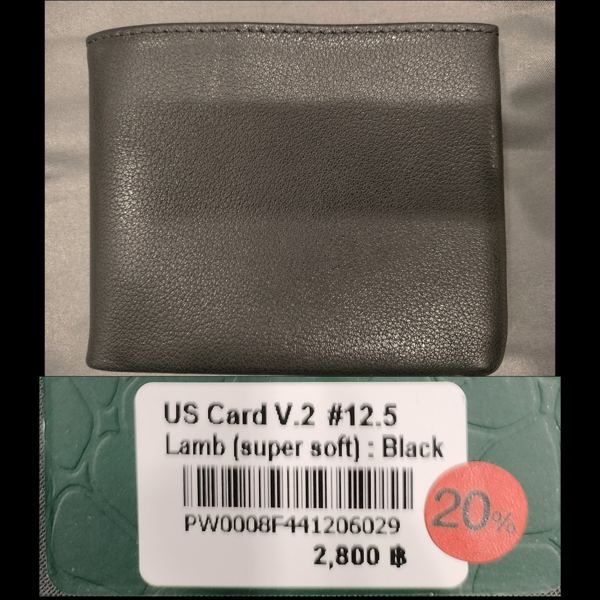 US Card V.2 #12.5
Lamb (super soft) : Black
PW0008F441206029
2,800 ฿
20%